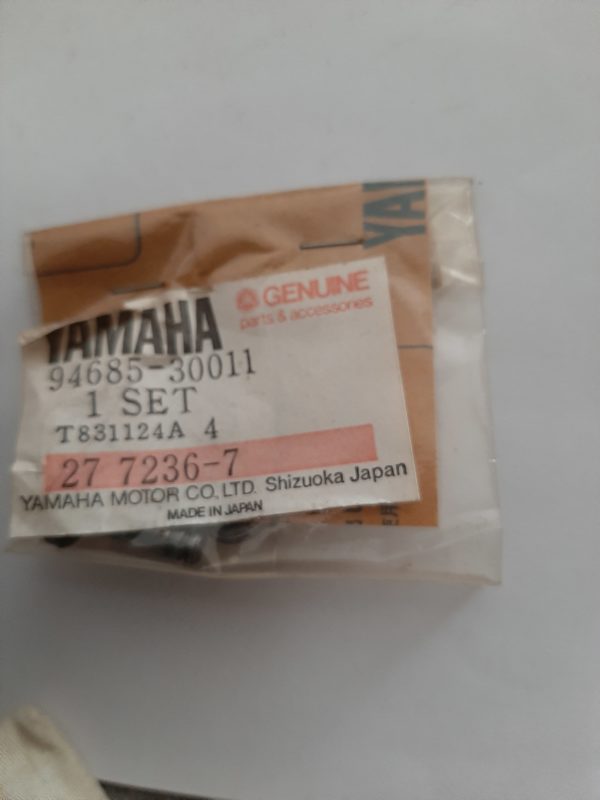 YAMAHA
GENUINE
parts & accessories
94685-30011
1 SET
T831124A 4
27 7236-7
YAMAHA MOTOR CO., LTD. Shizuoka Japan
MADE IN JAPAN
YA